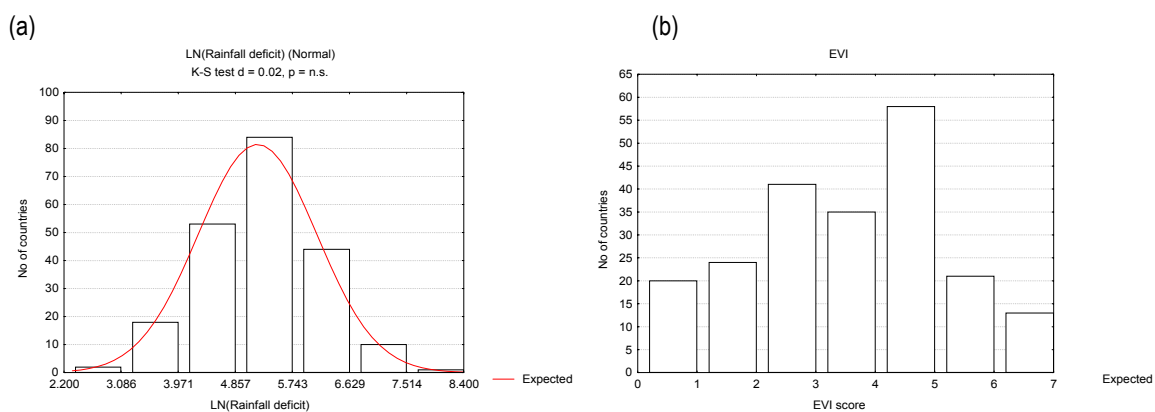 (a)
LN(Rainfall deficit) (Normal)
K-S test d = 0.02, p = n.s.
100
90
80
70
60
50
40
30
20
10
0
No of countries
2.200 3.086 3.971 4.857 5.743 6.629 7.514 8.400
LN(Rainfall deficit)
Expected
(b)
EVI
65
60
55
50
45
40
35
30
25
20
15
10
5
0
No of countries
0 1 2 3 4 5 6 7
EVI score
Expected